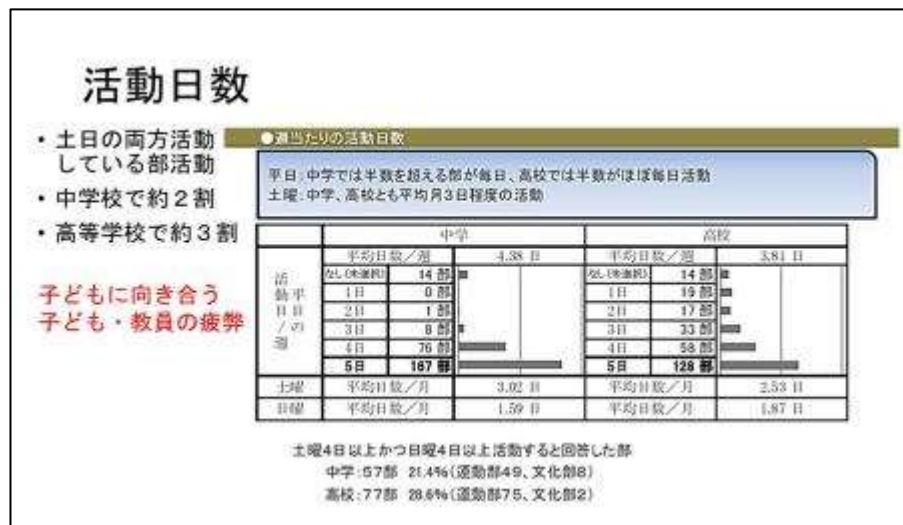 活動日数
・土日の両方活動
している部活動
・中学校で約2割
・高等学校で約3割
子どもに向き合う
子ども・教員の疲弊
●週当たりの活動日数
平日:中学では半数を超える部が毎日、高校では半数がほぼ毎日活動
土曜:中学、高校とも平均月3日程度の活動
中学 高校
平均日数/週 4.38 日 平均日数/週 3.81 日
活動日/週 平日の
なし(未選択) 14 部 なし(未選択) 14 部
1日 0 部 1日 19 部
2日 1 部 2日 17 部
3日 8 部 3日 33 部
4日 76 部 4日 58 部
5日 167 部 5日 128 部
土曜 平均日数/月 3.02 日 平均日数/月 2.53 日
日曜 平均日数/月 1.59 日 平均日数/月 1.87 日
土曜4日以上かつ日曜4日以上活動すると回答した部
中学:57部 21.4%(運動部49、文化部8)
高校:77部 28.6%(運動部75、文化部2)